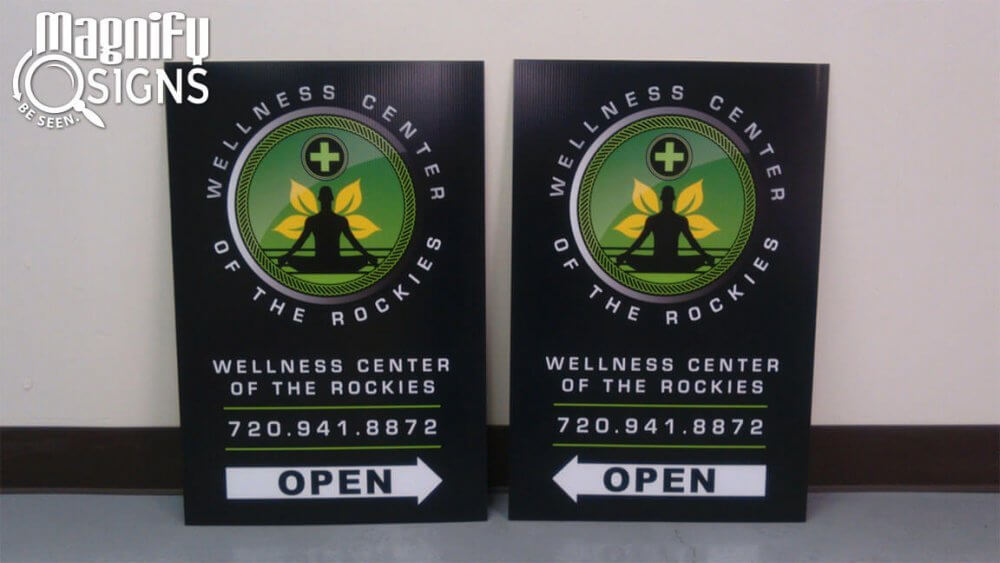 Magnify
SIGNS
BE SEEN.
WELLNESS CENTER
OF THE ROCKIES
WELLNESS CENTER
OF THE ROCKIES
720.941.8872
OPEN
WELLNESS CENTER
OF THE ROCKIES
WELLNESS CENTER
OF THE ROCKIES
720.941.8872
OPEN